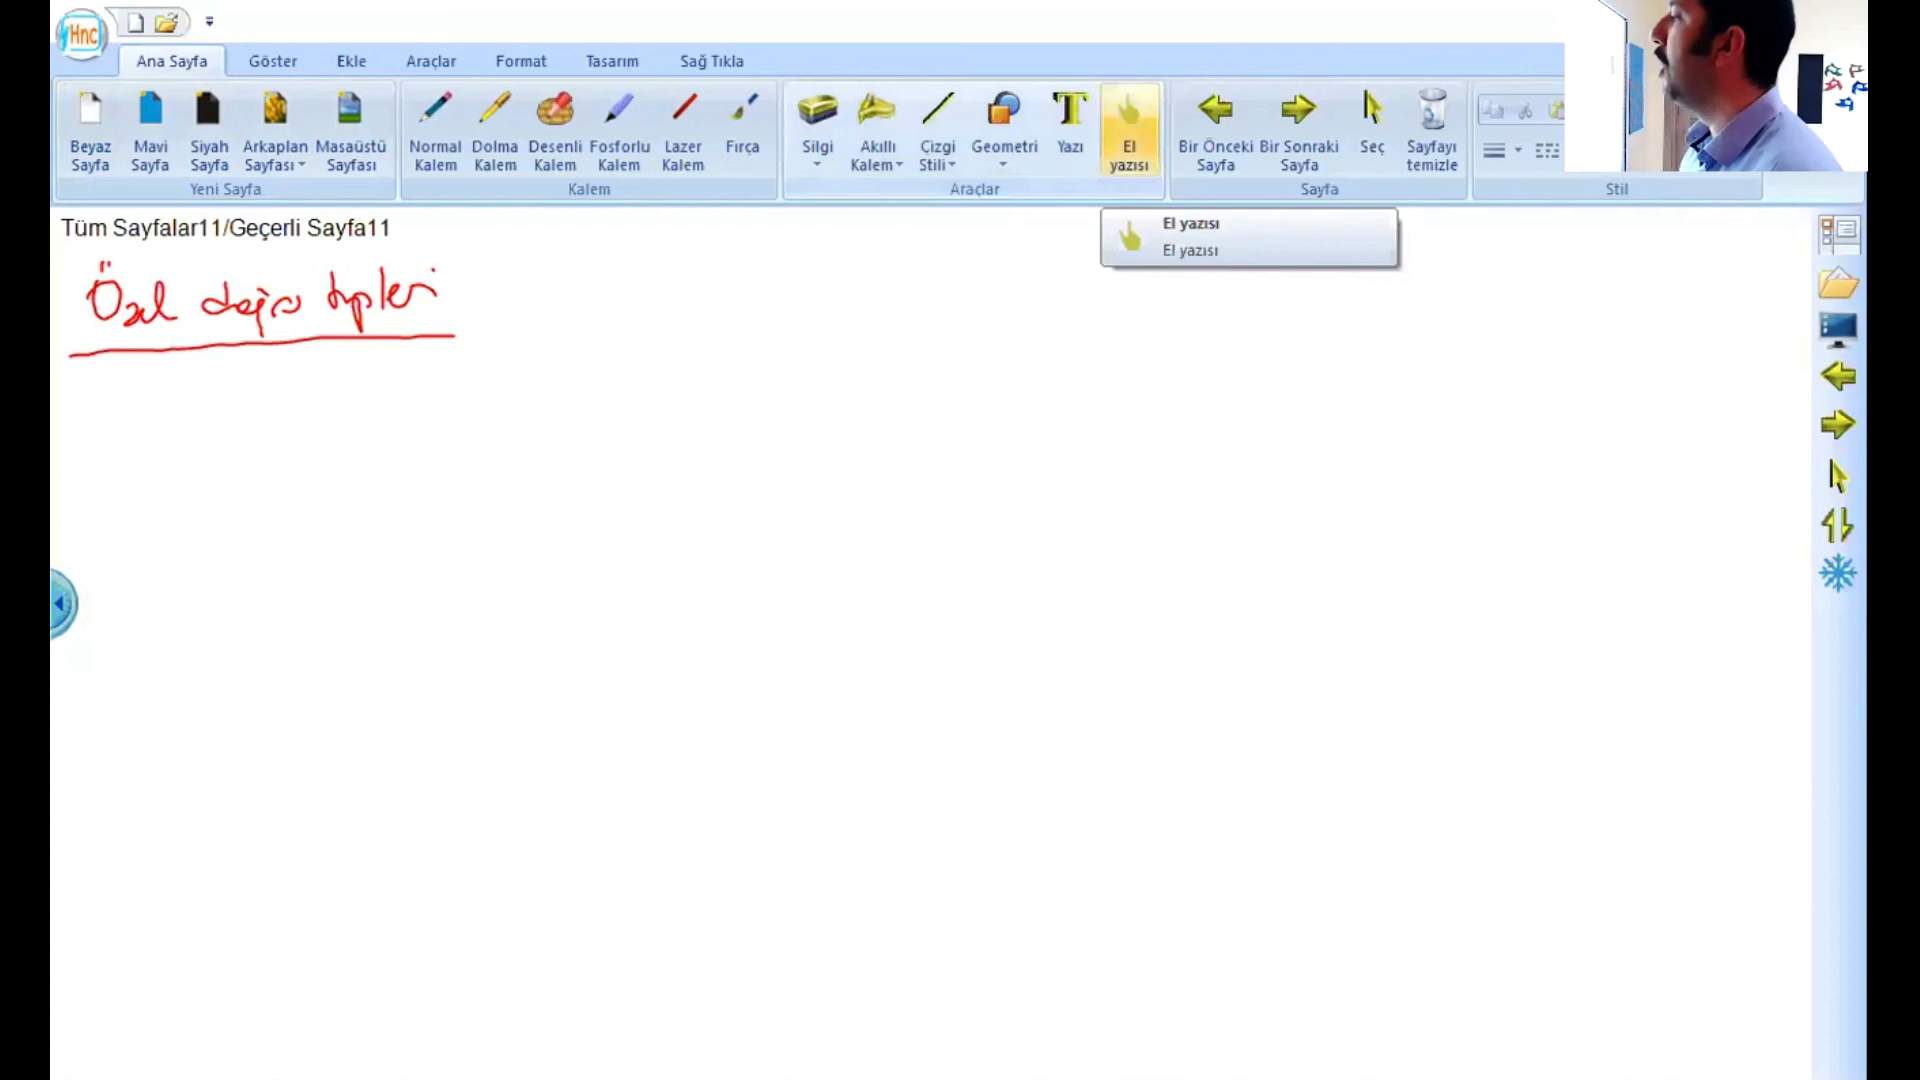 Hnc
Ana Sayfa Göster Ekle Araçlar Format Tasarım Sağ Tıkla
Beyaz Sayfa
Mavi Sayfa
Siyah Sayfa
Arkaplan Sayfası
Masaüstü Sayfası
Yeni Sayfa
Normal Kalem
Dolma Kalem
Desenli Kalem
Fosforlu Kalem
Lazer Kalem
Fırça
Kalem
Silgi
Akıllı Kalem
Çizgi Stili
Geometri
Yazı
El yazısı
Araçlar
Bir Önceki Sayfa
Bir Sonraki Sayfa
Seç
Sayfayı temizle
Sayfa
Stil
Tüm Sayfalar11/Geçerli Sayfa11
El yazısı
El yazısı
Özel tipleri